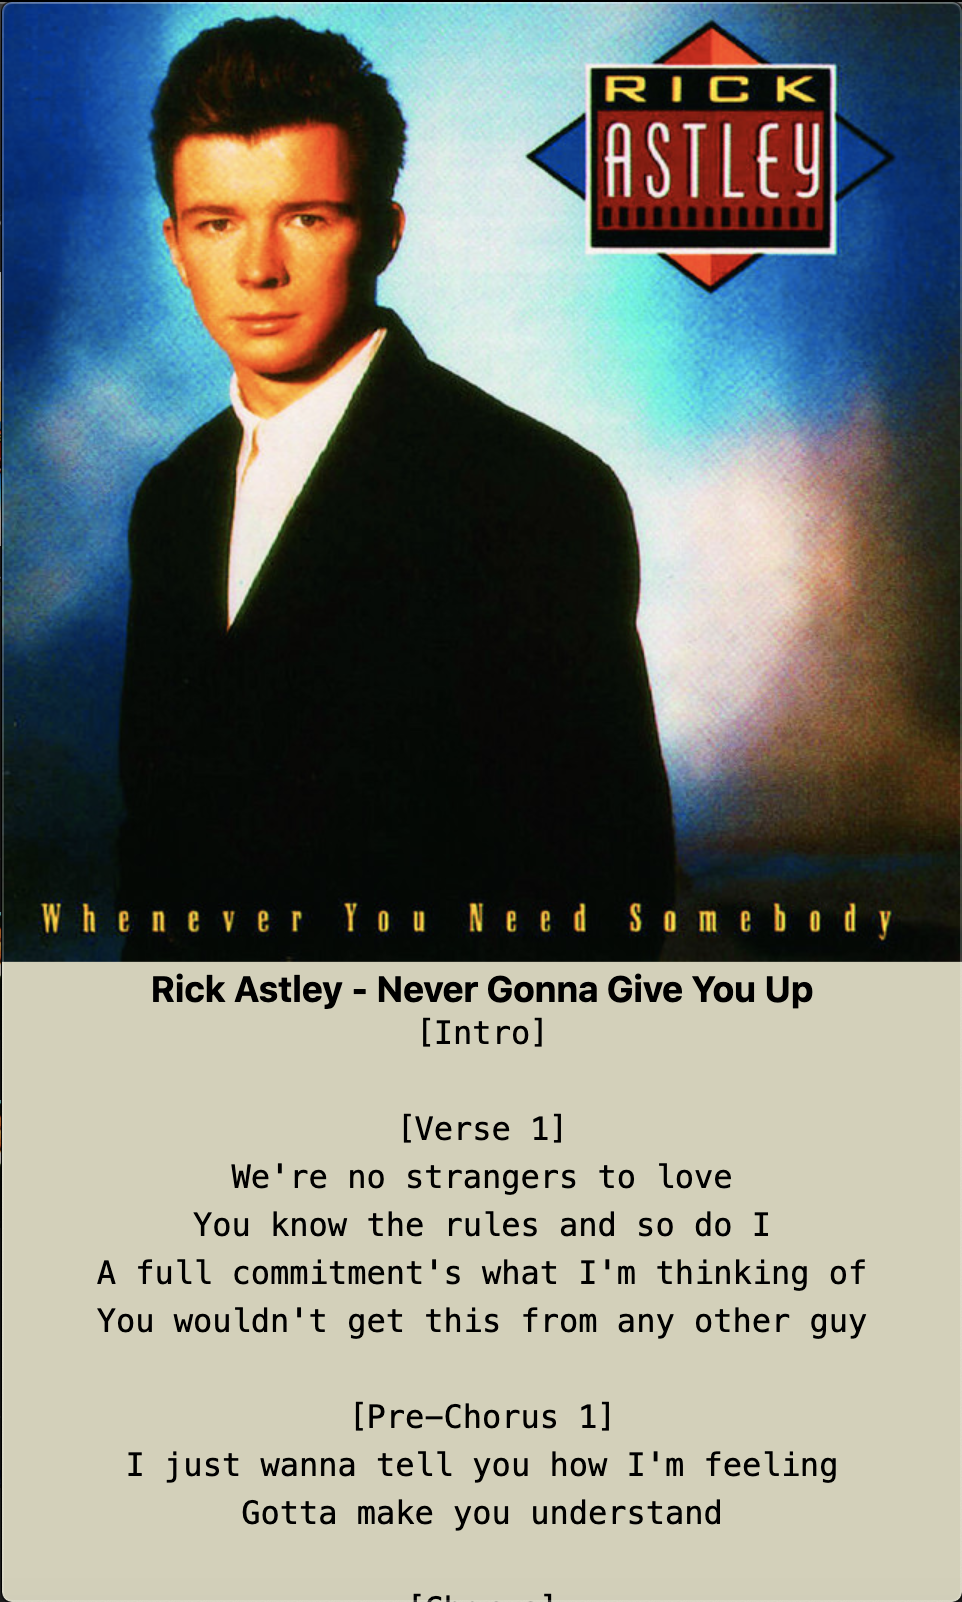 RICK
ASTLEY
Whenever You Need Somebody
Rick Astley - Never Gonna Give You Up
[Intro]
[Verse 1]
We're no strangers to love
You know the rules and so do I
A full commitment's what I'm thinking of
You wouldn't get this from any other guy
[Pre-Chorus 1]
I just wanna tell you how I'm feeling
Gotta make you understand